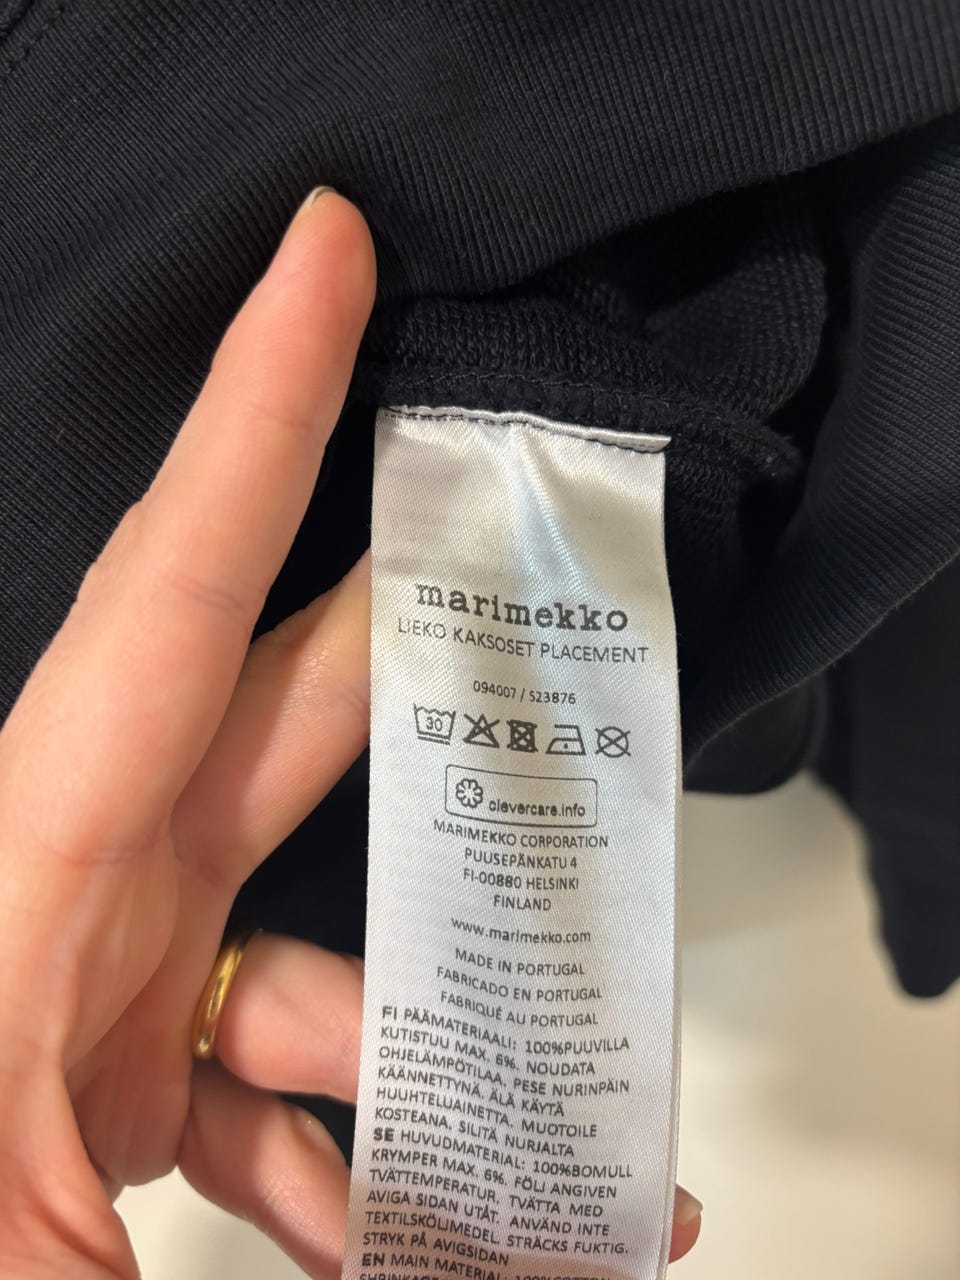 marimekko
LIEKO KAKSOSET PLACEMENT
094007 / S23876
30
clevercare.info
MARIMEKKO CORPORATION
PUUSEPÄNKATU 4
FI-00880 HELSINKI
FINLAND
www.marimekko.com
MADE IN PORTUGAL
FABRICADO EN PORTUGAL
FABRIQUÉ AU PORTUGAL
FI PÄÄMATERIAALI: 100%PUUVILLA
KUTISTUU MAX. 6%. NOUDATA
OHJELÄMPÖTILAA. PESE NURINPÄIN
KÄÄNNETTYNÄ. ÄLÄ KÄYTÄ
HUUHTELUAINETTA. MUOTOILE
KOSTEANA. SILITÄ NURJALTA
SE HUVUDMATERIAL: 100%BOMULL
KRYMPER MAX. 6%. FÖLJ ANGIVEN
TVÄTTEMPERATUR. TVÄTTA MED
AVIGA SIDAN UTÅT. ANVÄND INTE
TEXTILSKÖLJMEDEL. STRÄCKS FUKTIG.
STRYK PÅ AVIGSIDAN
EN MAIN MATERIAL: 100%COTTON